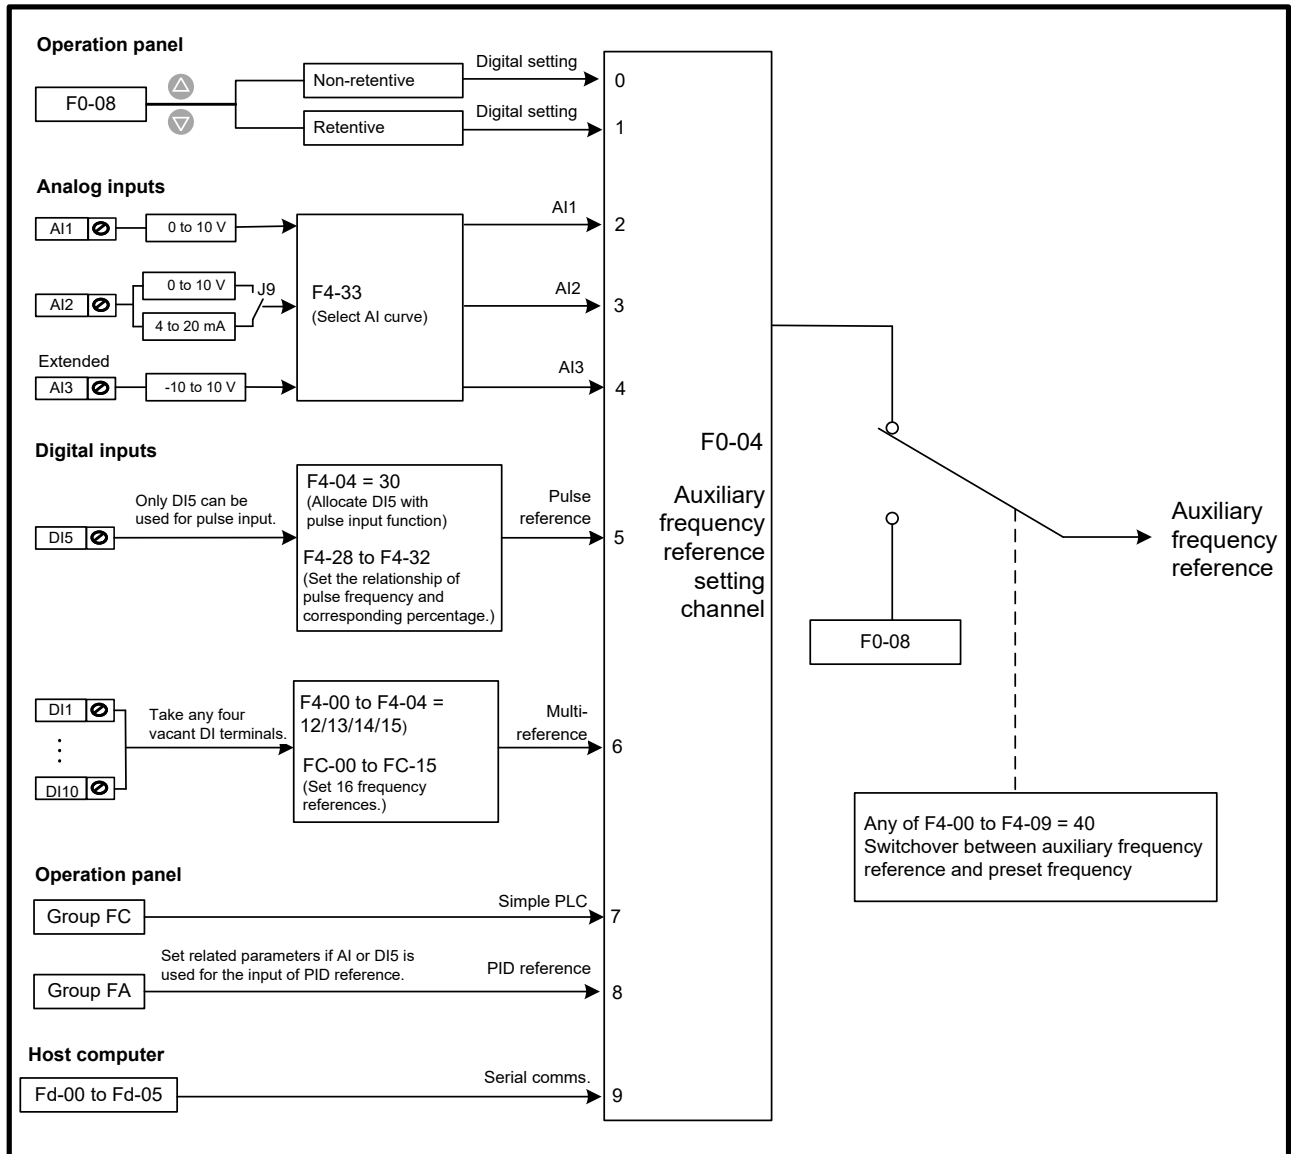 Operation panel
F0-08
Non-retentive
Digital setting
0
Retentive
Digital setting
1
Analog inputs
AI1
0 to 10 V
AI1
2
AI2
0 to 10 V
J9
4 to 20 mA
F4-33
(Select AI curve)
AI2
3
Extended
AI3
-10 to 10 V
AI3
4
Digital inputs
DI5
Only DI5 can be
used for pulse input.
F4-04 = 30
(Allocate DI5 with
pulse input function)
F4-28 to F4-32
(Set the relationship of
pulse frequency and
corresponding percentage.)
Pulse
reference
5
DI1
DI10
Take any four
vacant DI terminals.
F4-00 to F4-04 =
12/13/14/15)
FC-00 to FC-15
(Set 16 frequency
references.)
Multi-
reference
6
Operation panel
Group FC
Simple PLC
7
Group FA
Set related parameters if AI or DI5 is
used for the input of PID reference.
PID reference
8
Host computer
Fd-00 to Fd-05
Serial comms.
9
F0-04
Auxiliary
frequency
reference
setting
channel
F0-08
Auxiliary
frequency
reference
Any of F4-00 to F4-09 = 40
Switchover between auxiliary frequency
reference and preset frequency